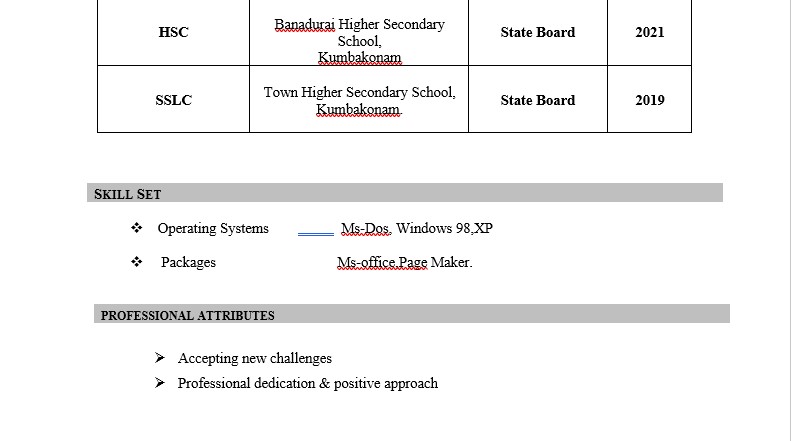 HSC
Banadurai Higher Secondary
School,
Kumbakonam
State Board
2021
SSLC
Town Higher Secondary School,
Kumbakonam.
State Board
2019
SKILL SET
❖ Operating Systems Ms-Dos, Windows 98,XP
❖ Packages Ms-office,Page Maker.
PROFESSIONAL ATTRIBUTES
➢ Accepting new challenges
➢ Professional dedication & positive approach